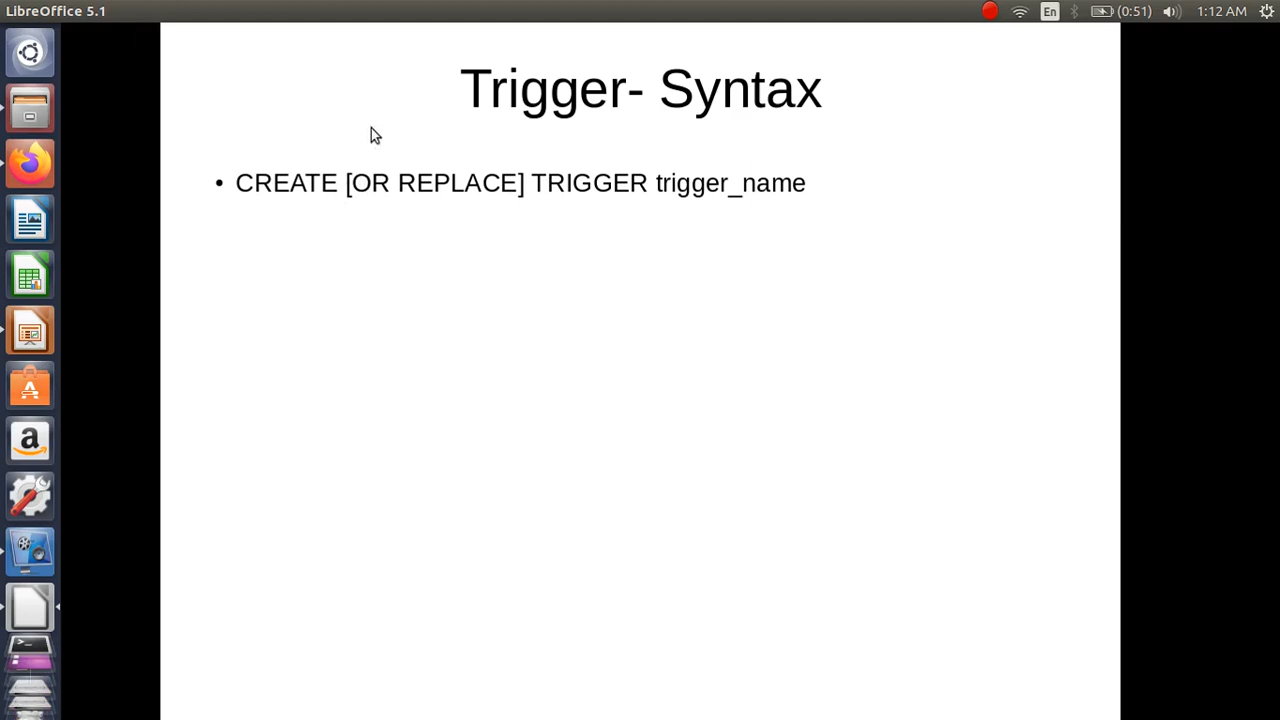 LibreOffice 5.1
En
(0:51)
1:12 AM
Trigger- Syntax
• CREATE [OR REPLACE] TRIGGER trigger_name